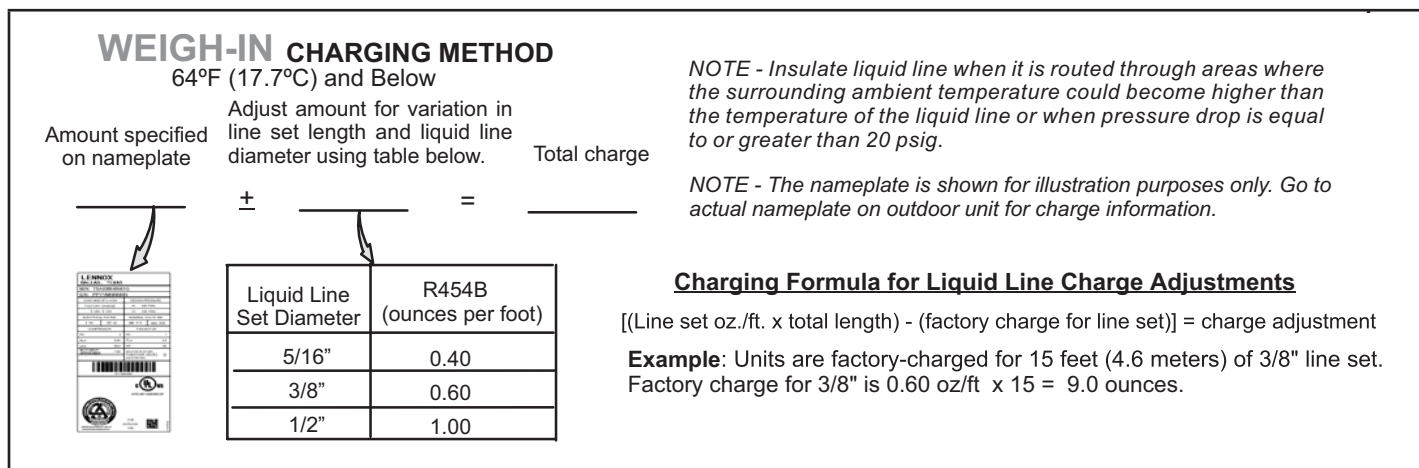 WEIGH-IN CHARGING METHOD
64ºF (17.7ºC) and Below
Amount specified
on nameplate
Adjust amount for variation in
line set length and liquid line
diameter using table below.
Total charge
± =
LENNOX
DALLAS, TEXAS
Liquid Line
Set Diameter
R454B
(ounces per foot)
5/16” 0.40
3/8” 0.60
1/2” 1.00
NOTE - Insulate liquid line when it is routed through areas where
the surrounding ambient temperature could become higher than
the temperature of the liquid line or when pressure drop is equal
to or greater than 20 psig.
NOTE - The nameplate is shown for illustration purposes only. Go to
actual nameplate on outdoor unit for charge information.
Charging Formula for Liquid Line Charge Adjustments
[(Line set oz./ft. x total length) - (factory charge for line set)] = charge adjustment
Example: Units are factory-charged for 15 feet (4.6 meters) of 3/8" line set.
Factory charge for 3/8" is 0.60 oz/ft x 15 = 9.0 ounces.